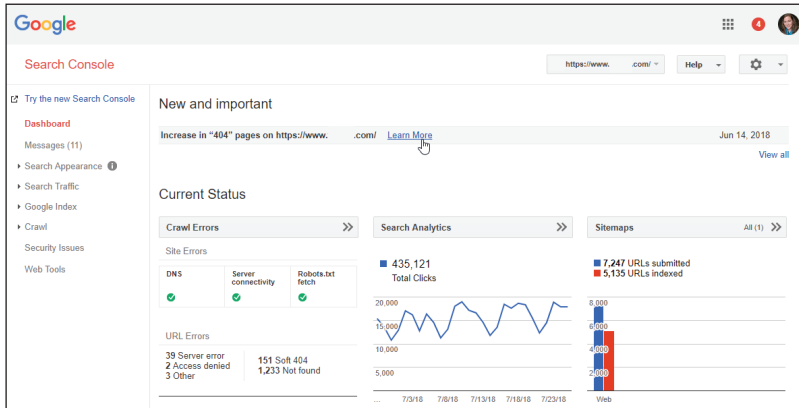 Google
4
Search Console
https://www. .com/
Help
Try the new Search Console
Dashboard
Messages (11)
Search Appearance
Search Traffic
Google Index
Crawl
Security Issues
Web Tools
New and important
Increase in “404” pages on https://www. .com/ Learn More Jun 14, 2018
View all
Current Status
Crawl Errors
Site Errors
DNS
Server connectivity
Robots.txt fetch
URL Errors
39 Server error
2 Access denied
3 Other
151 Soft 404
1,233 Not found
Search Analytics
435,121
Total Clicks
20,000
15,000
10,000
5,000
... 7/3/18 7/8/18 7/13/18 7/18/18 7/23/18
Sitemaps All (1)
7,247 URLs submitted
5,135 URLs indexed
8,000
6,000
4,000
2,000
Web